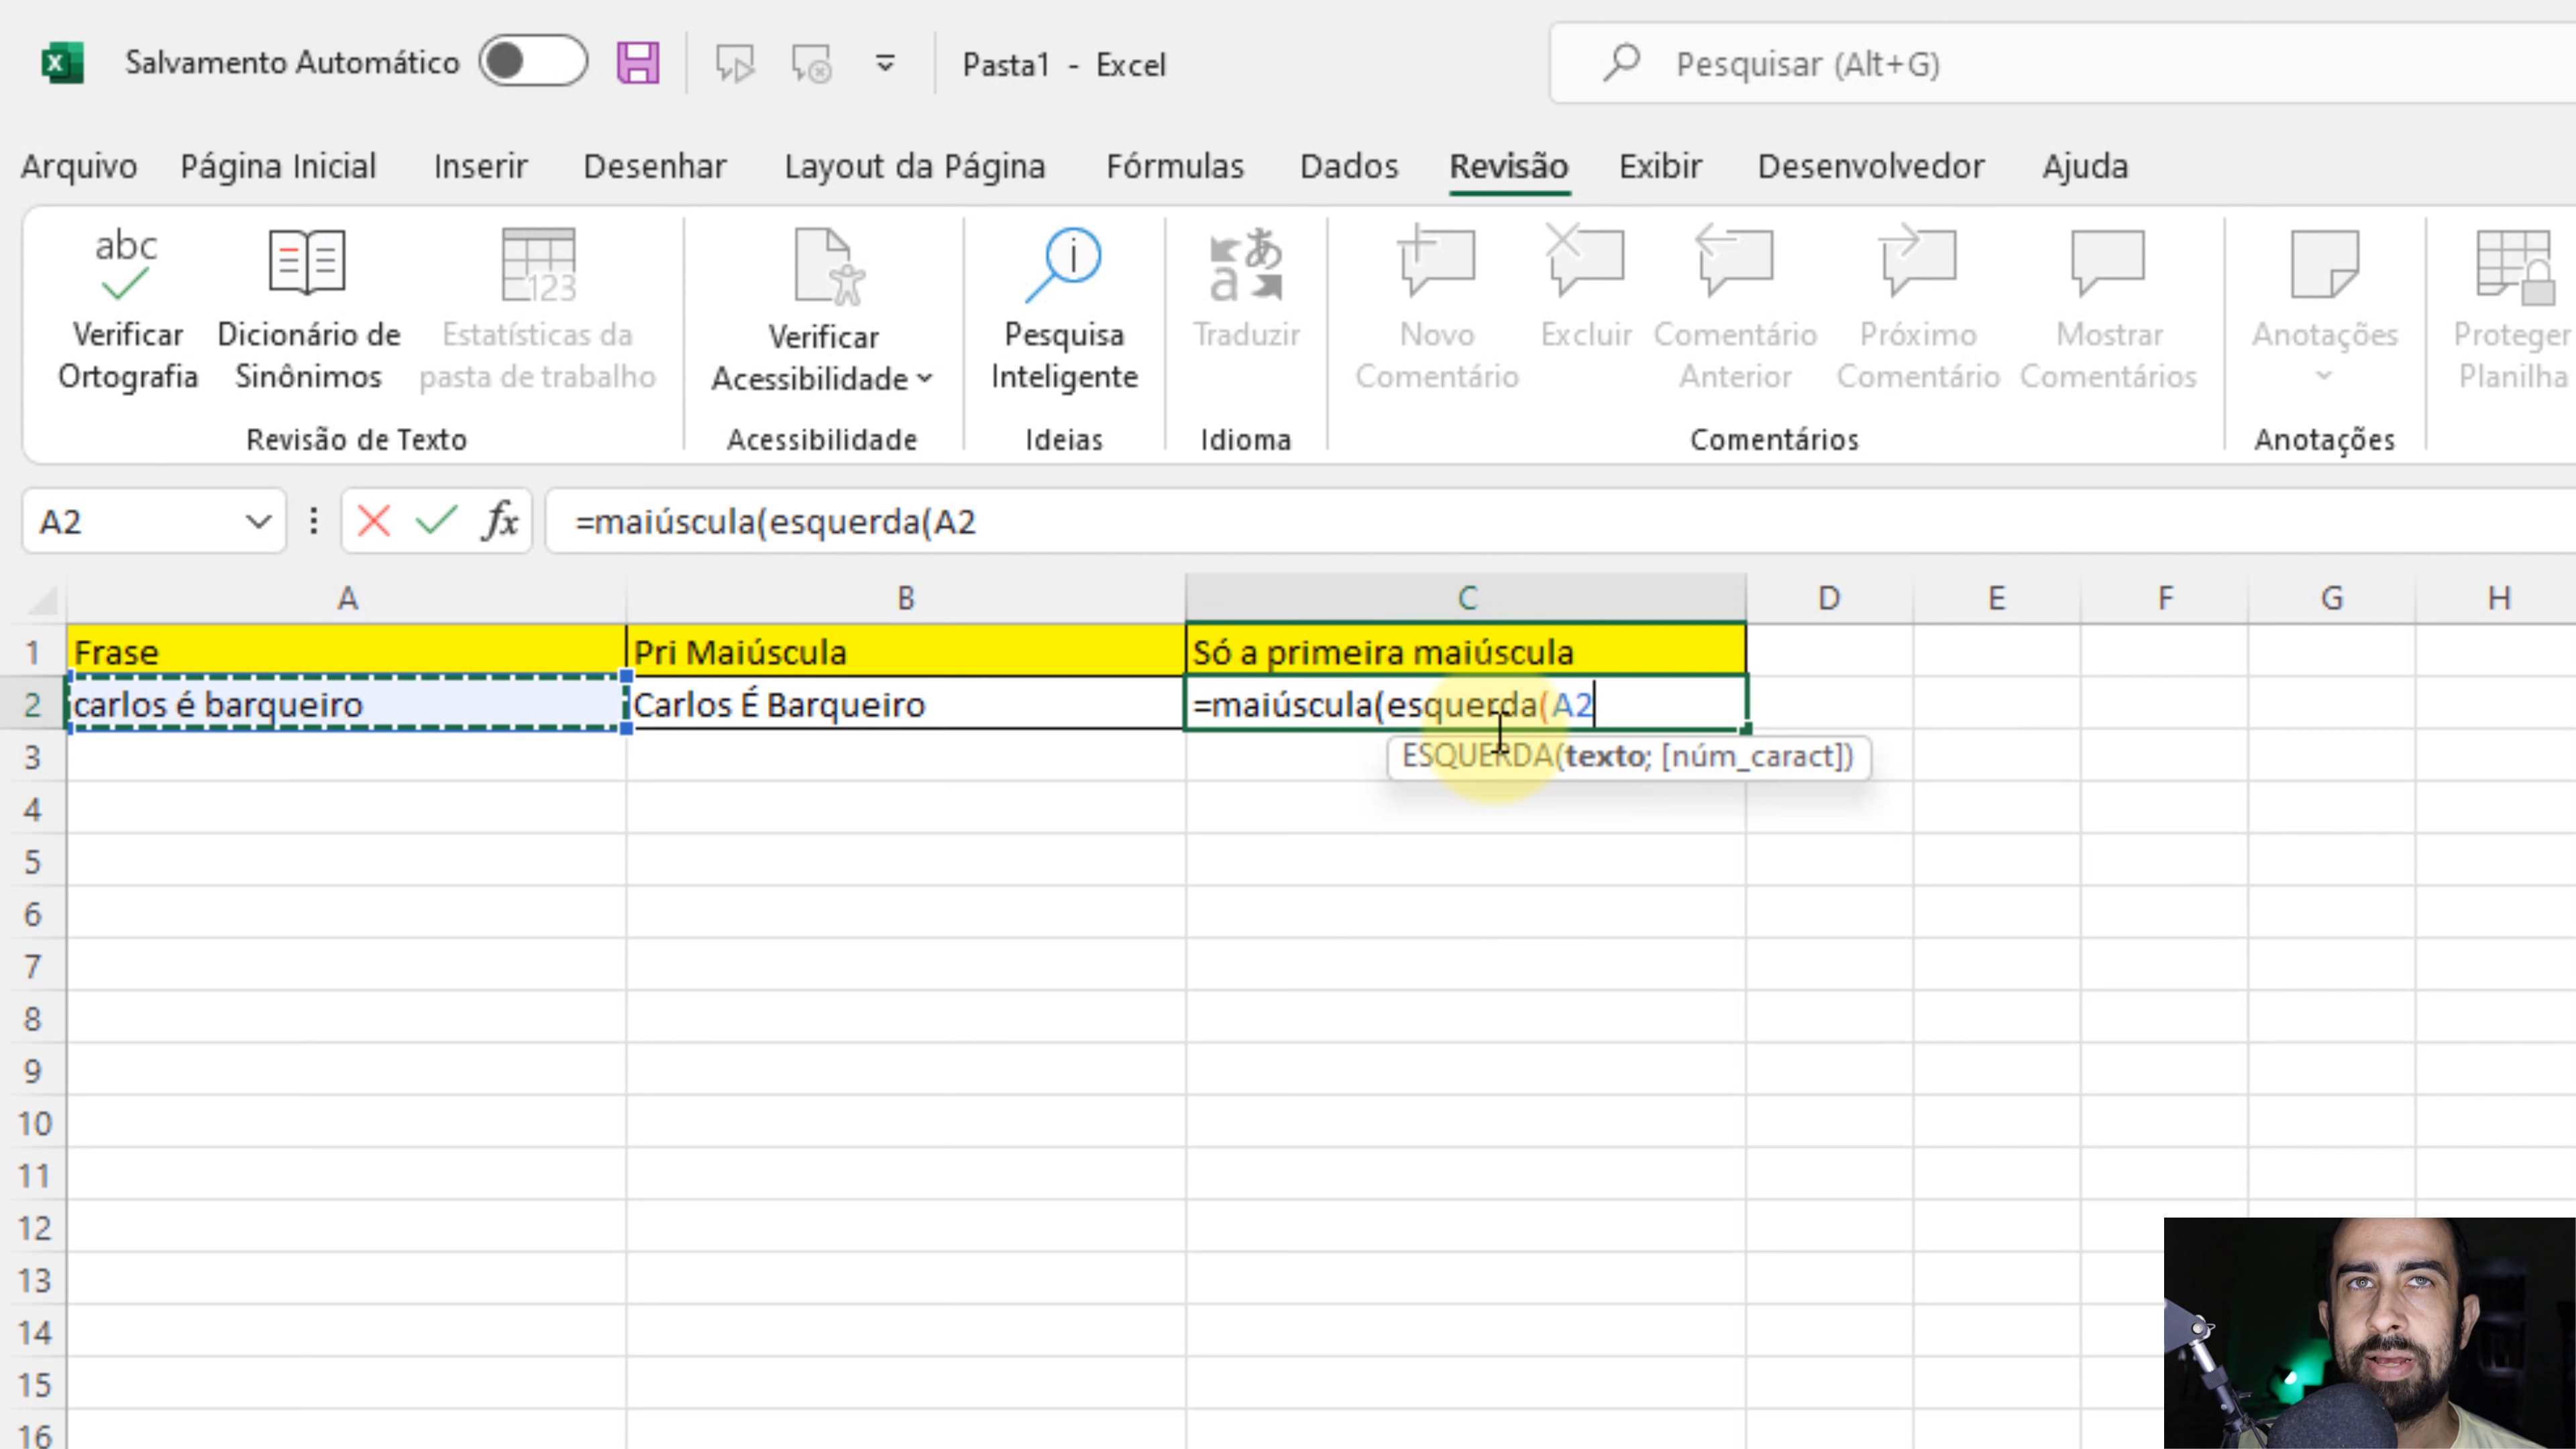 Salvamento Automático
Pasta1 - Excel
Pesquisar (Alt+G)
Arquivo Página Inicial Inserir Desenhar Layout da Página Fórmulas Dados Revisão Exibir Desenvolvedor Ajuda
abc
Verificar Ortografia
Dicionário de Sinônimos
123
Estatísticas da pasta de trabalho
Revisão de Texto
Verificar Acessibilidade
Acessibilidade
Pesquisa Inteligente
Ideias
a あ
Traduzir
Idioma
Novo Comentário
Excluir
Comentário Anterior
Próximo Comentário
Mostrar Comentários
Comentários
Anotações
Anotações
Proteger Planilha
A2 fx =maiúscula(esquerda(A2
A B C D E F G H
1 Frase Pri Maiúscula Só a primeira maiúscula
2 carlos é barqueiro Carlos É Barqueiro =maiúscula(esquerda(A2
3 ESQUERDA(texto; [núm_caract])
4
5
6
7
8
9
10
11
12
13
14
15
16